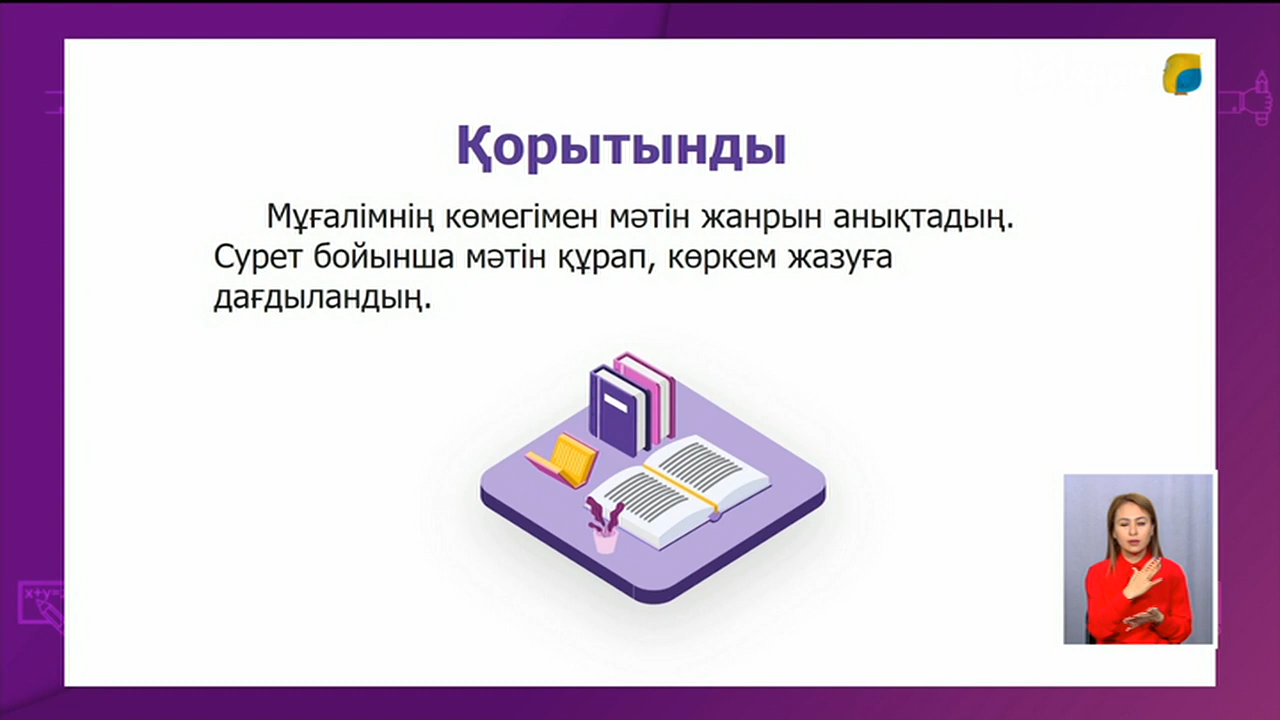 Қорытынды
Мұғалімнің көмегімен мәтін жанрын анықтадың.
Сурет бойынша мәтін құрап, көркем жазуға
дағдыландың.
x+y=